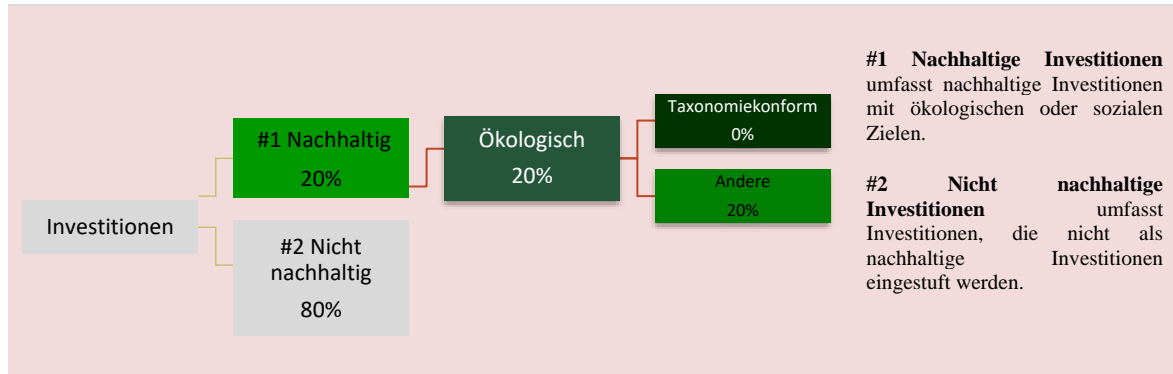 Investitionen
#1 Nachhaltig
20%
#2 Nicht
nachhaltig
80%
Ökologisch
20%
Taxonomiekonform
0%
Andere
20%
#1 Nachhaltige Investitionen
umfasst nachhaltige Investitionen
mit ökologischen oder sozialen
Zielen.
#2 Nicht nachhaltige
Investitionen umfasst
Investitionen, die nicht als
nachhaltige Investitionen
eingestuft werden.